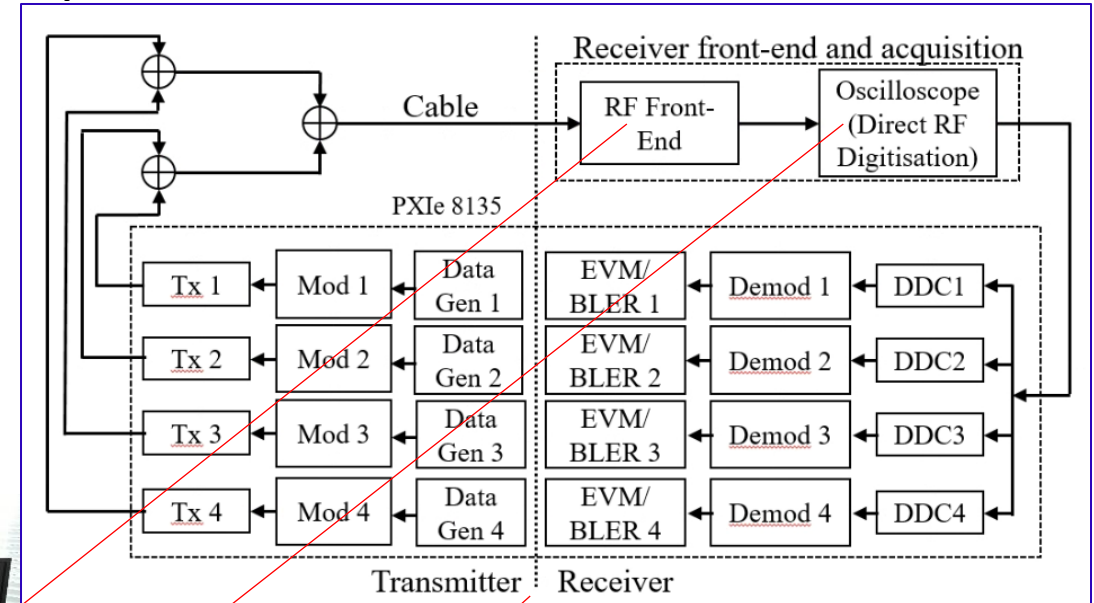 Receiver front-end and acquisition
RF Front-
End
Oscilloscope
(Direct RF
Digitisation)
Cable
PXIe 8135
Tx 1
Mod 1
Data
Gen 1
EVM/
BLER 1
Demod 1
DDC1
Tx 2
Mod 2
Data
Gen 2
EVM/
BLER 2
Demod 2
DDC2
Tx 3
Mod 3
Data
Gen 3
EVM/
BLER 3
Demod 3
DDC3
Tx 4
Mod 4
Data
Gen 4
EVM/
BLER 4
Demod 4
DDC4
Transmitter
Receiver